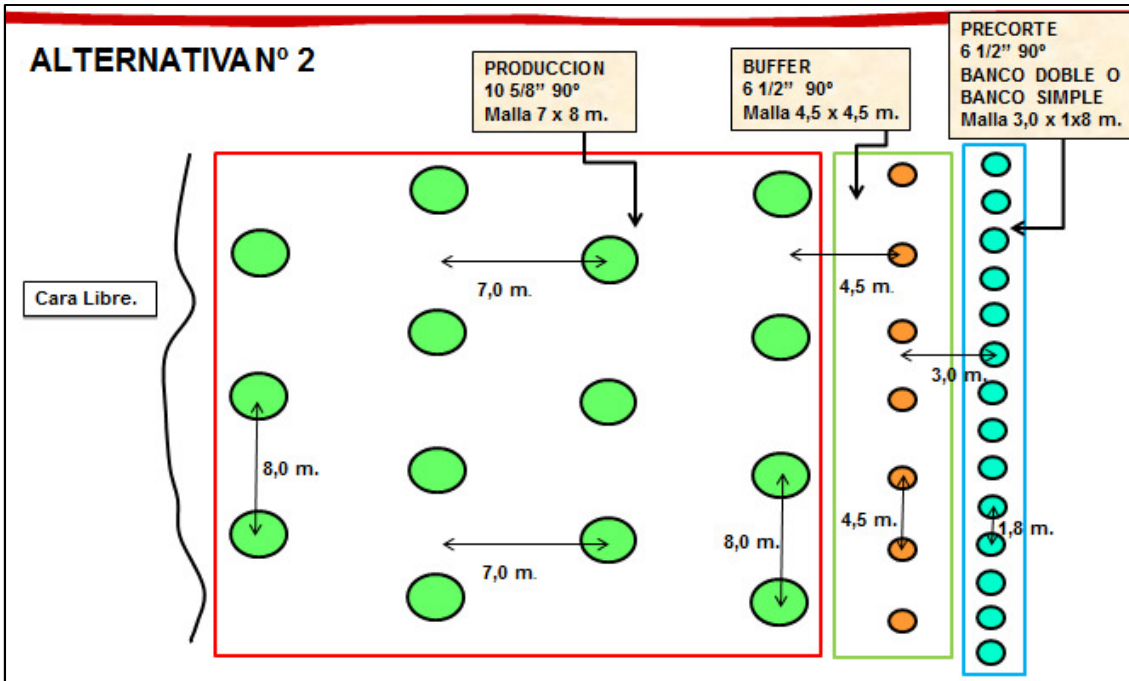 ALTERNATIVA Nº 2
PRODUCCION
10 5/8” 90º
Malla 7 x 8 m.
BUFFER
6 1/2” 90º
Malla 4,5 x 4,5 m.
PRECORTE
6 1/2” 90º
BANCO DOBLE O
BANCO SIMPLE
Malla 3,0 x 1x8 m.
Cara Libre.
7,0 m.
4,5 m.
3,0 m.
8,0 m.
7,0 m.
8,0 m.
4,5 m.
1,8 m.